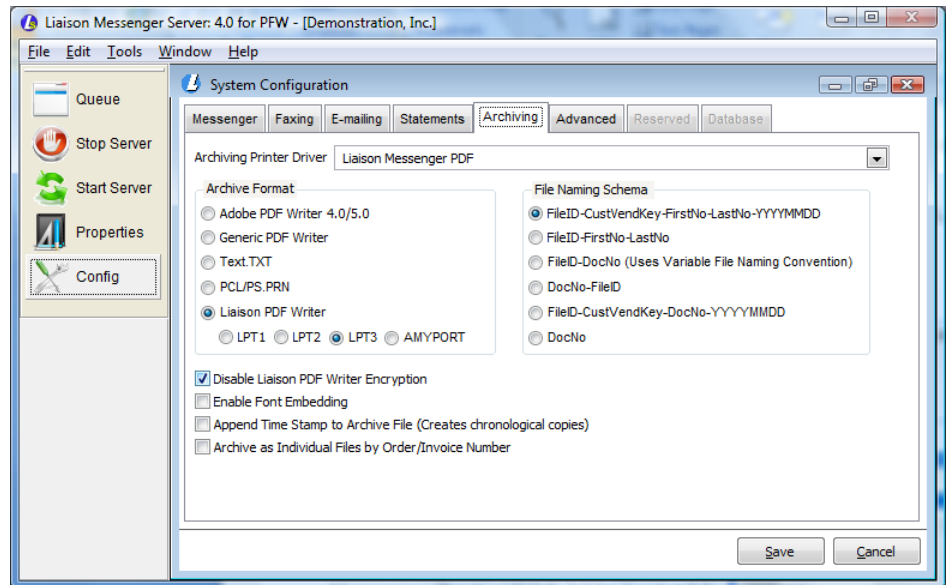 Liaison Messenger Server: 4.0 for PFW - [Demonstration, Inc.]
File Edit Tools Window Help
Queue
Stop Server
Start Server
Properties
Config
System Configuration
Messenger Faxing E-mailing Statements Archiving Advanced Reserved Database
Archiving Printer Driver Liaison Messenger PDF
Archive Format
Adobe PDF Writer 4.0/5.0
Generic PDF Writer
Text.TXT
PCL/PS.PRN
Liaison PDF Writer
LPT1 LPT2 LPT3 AMYPORT
File Naming Schema
FileID-CustVendKey-FirstNo-LastNo-YYYYMMDD
FileID-FirstNo-LastNo
FileID-DocNo (Uses Variable File Naming Convention)
DocNo-FileID
FileID-CustVendKey-DocNo-YYYYMMDD
DocNo
Disable Liaison PDF Writer Encryption
Enable Font Embedding
Append Time Stamp to Archive File (Creates chronological copies)
Archive as Individual Files by Order/Invoice Number
Save Cancel